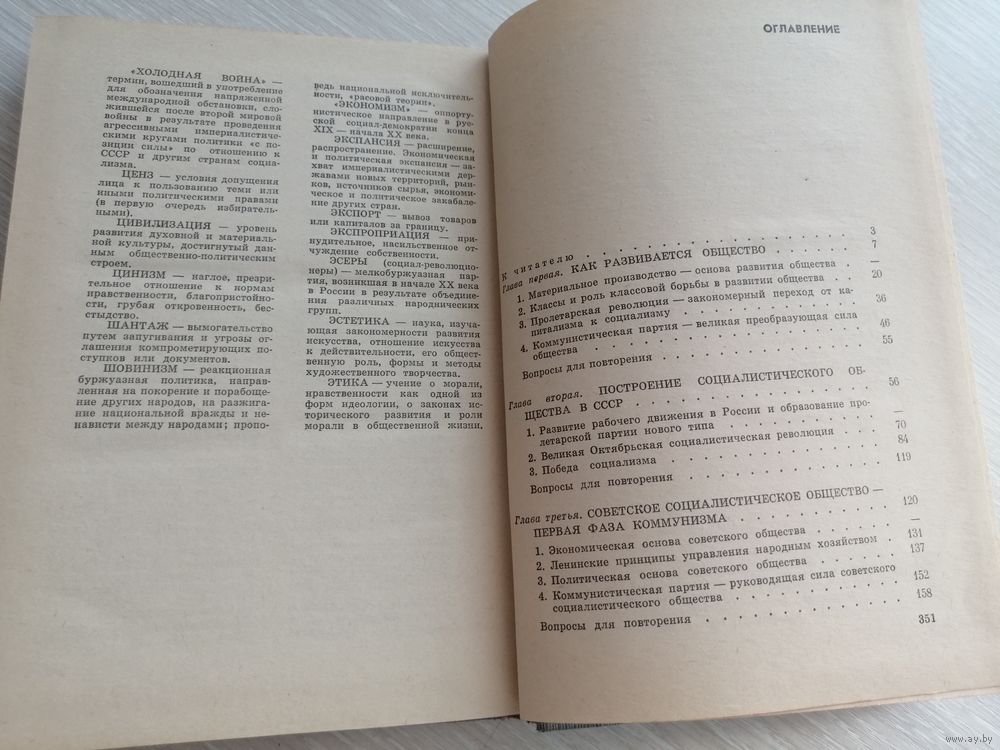 «ХОЛОДНАЯ ВОЙНА» —
термин, вошедший в употребление
для обозначения напряженной
международной обстановки, сло-
жившейся после второй мировой
войны в результате проведения
агрессивными империалистиче-
скими кругами политики «с по-
зиции силы» по отношению к
СССР и другим странам социа-
лизма.
ЦЕНЗ — условия допущения
лица к пользованию теми или
иными политическими правами
(в первую очередь избиратель-
ными).
ЦИВИЛИЗАЦИЯ — уровень
развития духовной и материаль-
ной культуры, достигнутый дан-
ным общественно-политическим
строем.
ЦИНИЗМ — наглое, презри-
тельное отношение к нормам
нравственности, благопристойно-
сти, грубая откровенность, бес-
стыдство.
ШАНТАЖ — вымогательство
путем запугивания и угрозы
оглашения компрометирующих по-
ступков или документов.
ШОВИНИЗМ — реакционная
буржуазная политика, направ-
ленная на покорение и порабоще-
ние других народов, на разжига-
ние национальной вражды и не-
нависти между народами; пропо-
ведь национальной исключитель-
ности, «расовой теории».
«ЭКОНОМИЗМ» — оппорту-
нистическое направление в рус-
ской социал-демократии конца
XIX — начала XX века.
ЭКСПАНСИЯ — расширение,
распространение. Экономическая
и политическая экспансия — за-
хват империалистическими дер-
жавами новых территорий, рын-
ков, источников сырья, экономи-
ческое и политическое закабале-
ние других стран.
ЭКСПОРТ — вывоз товаров
или капиталов за границу.
ЭКСПРОПРИАЦИЯ — при-
нудительное, насильственное от-
чуждение собственности.
ЭСЕРЫ (социал-революцио-
неры) — мелкобуржуазная пар-
тия, возникшая в начале XX века
в России в результате объедине-
ния различных народнических
групп.
ЭСТЕТИКА — наука, изучаю-
щая закономерности развития
искусства, отношение искусства
к действительности, его общест-
венную роль, формы и методы
художественного творчества.
ЭТИКА — учение о морали,
нравственности как одной из
форм идеологии, о законах ис-
торического развития и роли
морали в общественной жизни.
ОГЛАВЛЕНИЕ
К читателю . . . . . . . . . . 3
Глава первая. КАК РАЗВИВАЕТСЯ ОБЩЕСТВО . . . . 7
1. Материальное производство — основа развития общества . —
2. Классы и роль классовой борьбы в развитии общества . . 20
3. Пролетарская революция — закономерный переход от ка-
питализма к социализму . . . . . . . . . 36
4. Коммунистическая партия — великая преобразующая сила
общества . . . . . . . . . . 46
Вопросы для повторения . . . . . . . . . 55
Глава вторая. ПОСТРОЕНИЕ СОЦИАЛИСТИЧЕСКОГО ОБ-
ЩЕСТВА В СССР . . . . . . . . . . 56
1. Развитие рабочего движения в России и образование про-
летарской партии нового типа . . . . . . . —
2. Великая Октябрьская социалистическая революция . . . 70
3. Победа социализма . . . . . . . . . . 84
Вопросы для повторения . . . . . . . . . 119
Глава третья. СОВЕТСКОЕ СОЦИАЛИСТИЧЕСКОЕ ОБЩЕСТВО —
ПЕРВАЯ ФАЗА КОММУНИЗМА . . . . . . . 120
1. Экономическая основа советского общества . . . . —
2. Ленинские принципы управления народным хозяйством . 131
3. Политическая основа советского общества . . . . 137
4. Коммунистическая партия — руководящая сила советского
социалистического общества . . . . . . . . 152
Вопросы для повторения . . . . . . . . . 158
351
www.ay.by